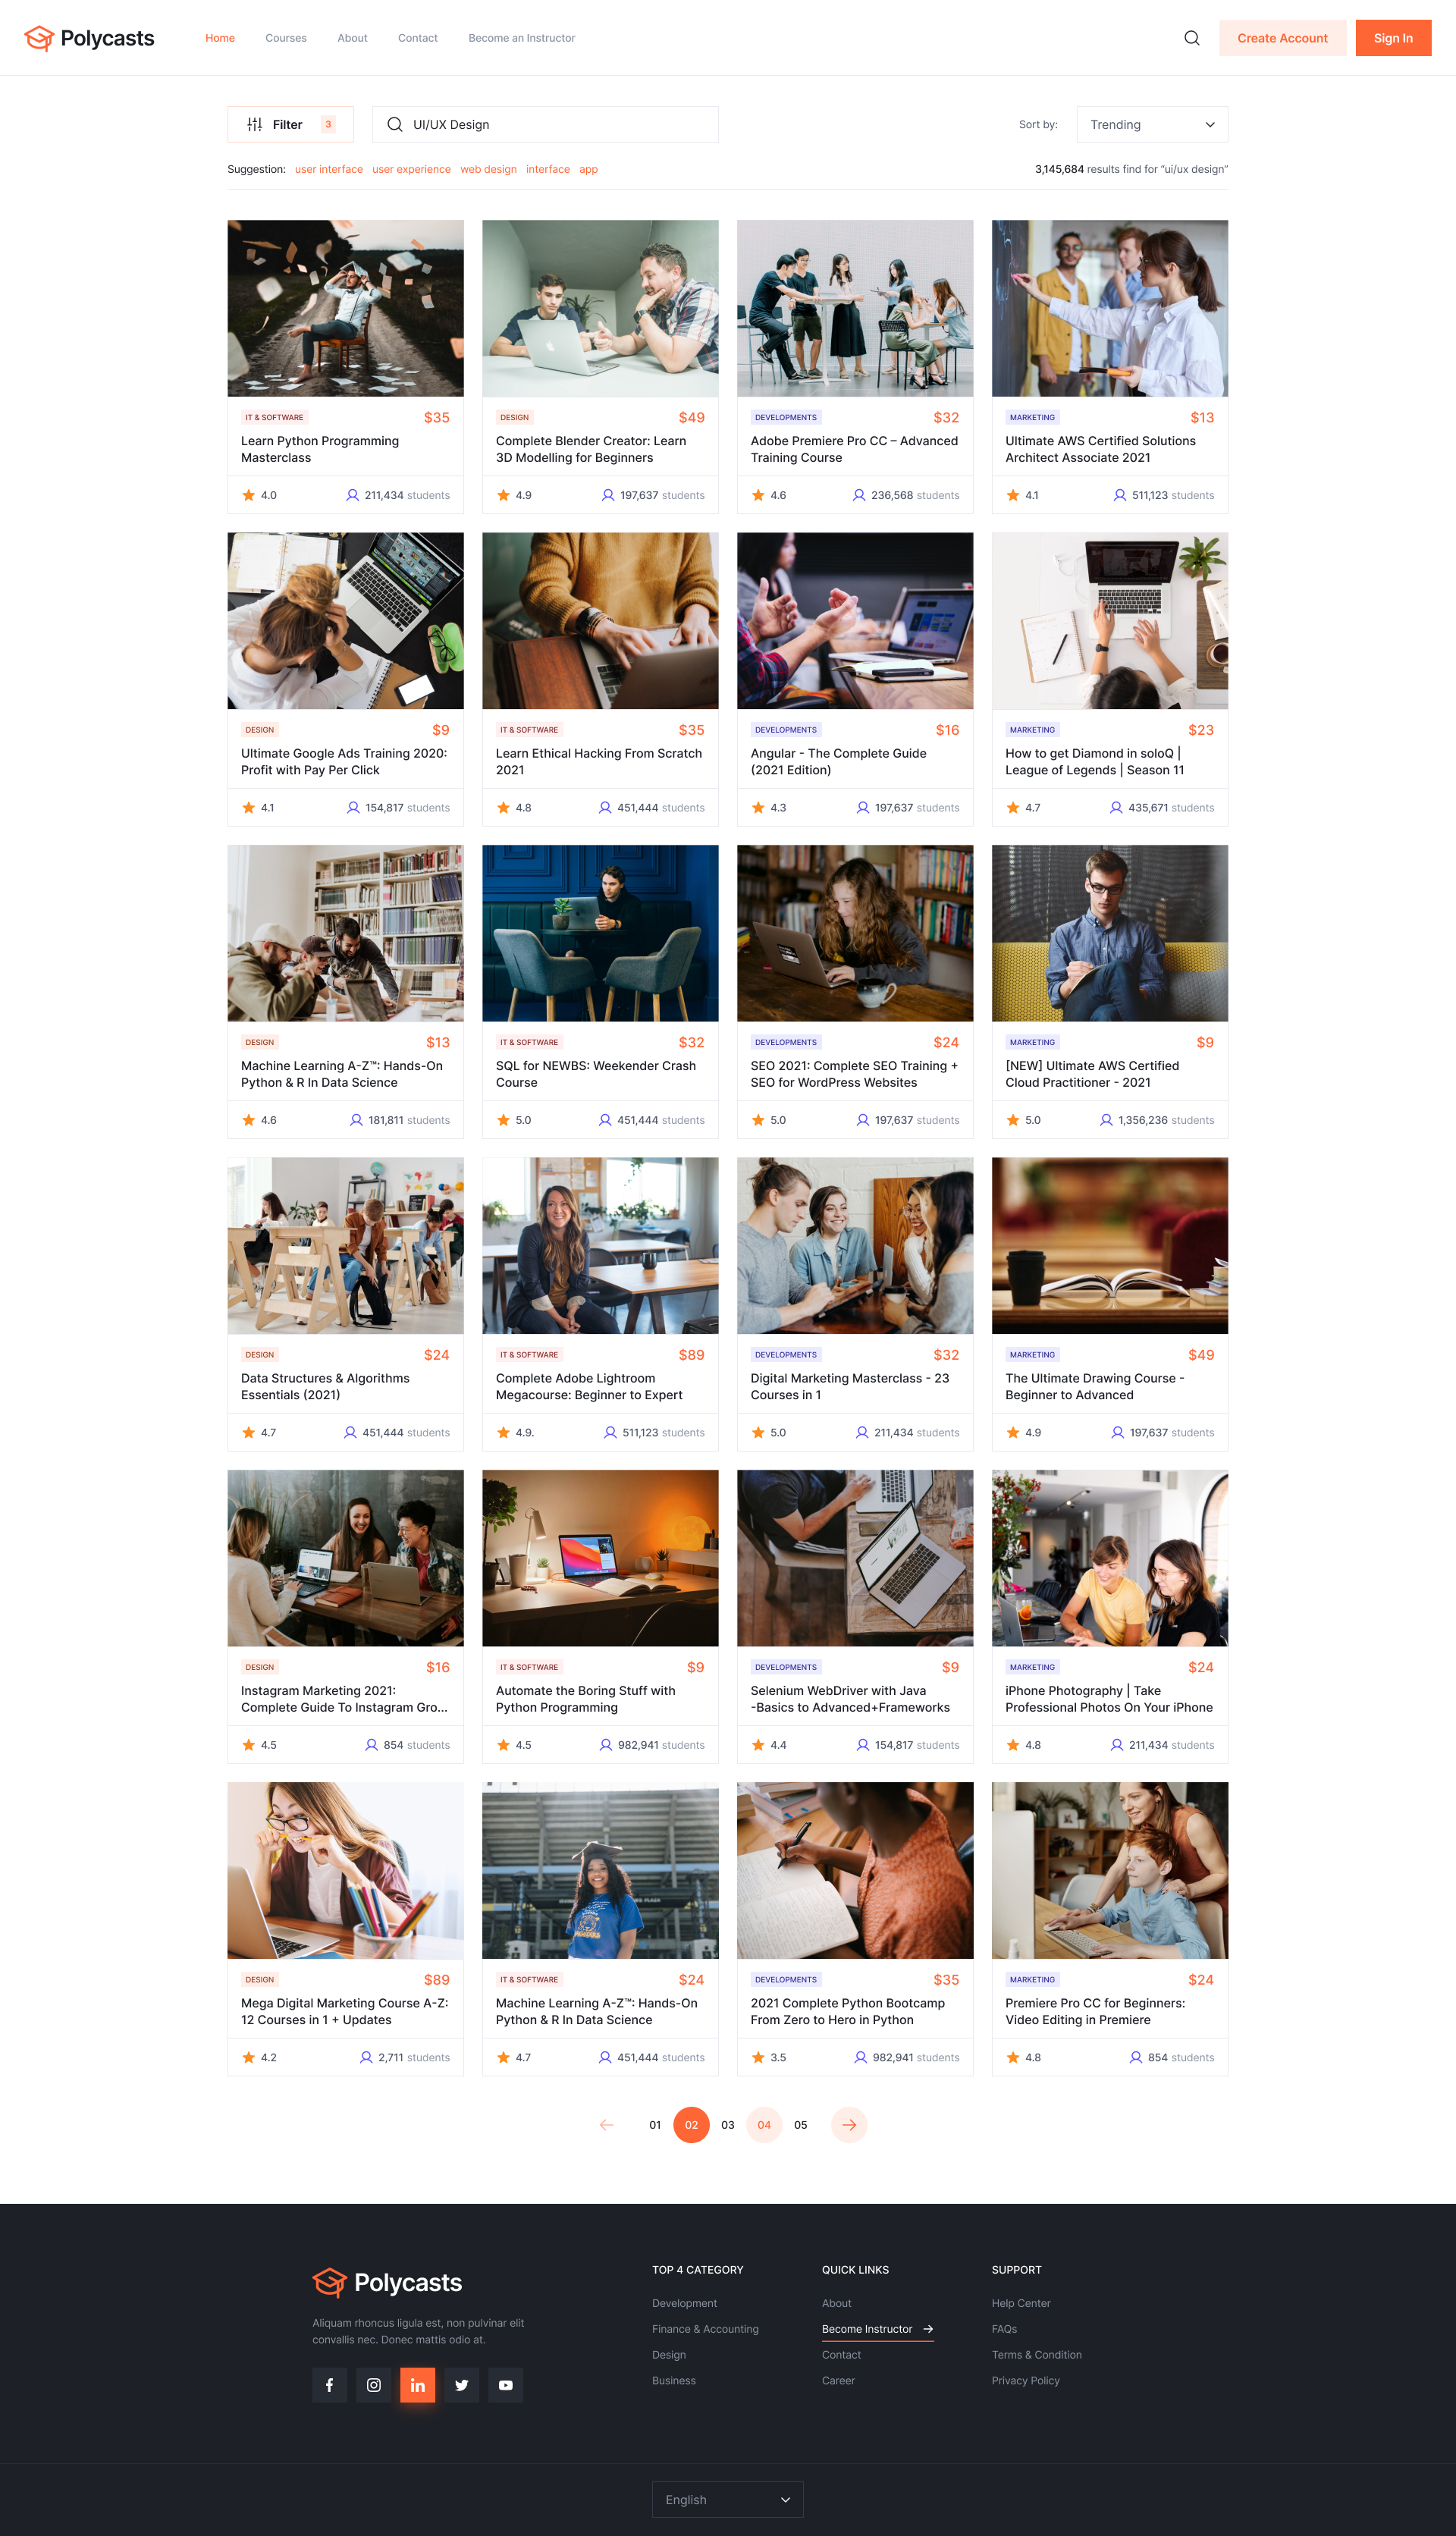 Polycasts
Home Courses About Contact Become an Instructor
Create Account Sign In
Filter 3
UI/UX Design
Sort by: Trending
Suggestion: user interface user experience web design interface app
3,145,684 results find for “ui/ux design”
IT & SOFTWARE $35
Learn Python Programming
Masterclass
4.0 211,434 students
DESIGN $49
Complete Blender Creator: Learn
3D Modelling for Beginners
4.9 197,637 students
DEVELOPMENTS $32
Adobe Premiere Pro CC – Advanced
Training Course
4.6 236,568 students
MARKETING $13
Ultimate AWS Certified Solutions
Architect Associate 2021
4.1 511,123 students
DESIGN $9
Ultimate Google Ads Training 2020:
Profit with Pay Per Click
4.1 154,817 students
IT & SOFTWARE $35
Learn Ethical Hacking From Scratch
2021
4.8 451,444 students
DEVELOPMENTS $16
Angular - The Complete Guide
(2021 Edition)
4.3 197,637 students
MARKETING $23
How to get Diamond in soloQ |
League of Legends | Season 11
4.7 435,671 students
DESIGN $13
Machine Learning A-Z™: Hands-On
Python & R In Data Science
4.6 181,811 students
IT & SOFTWARE $32
SQL for NEWBS: Weekender Crash
Course
5.0 451,444 students
DEVELOPMENTS $24
SEO 2021: Complete SEO Training +
SEO for WordPress Websites
5.0 197,637 students
MARKETING $9
[NEW] Ultimate AWS Certified
Cloud Practitioner - 2021
5.0 1,356,236 students
DESIGN $24
Data Structures & Algorithms
Essentials (2021)
4.7 451,444 students
IT & SOFTWARE $89
Complete Adobe Lightroom
Megacourse: Beginner to Expert
4.9. 511,123 students
DEVELOPMENTS $32
Digital Marketing Masterclass - 23
Courses in 1
5.0 211,434 students
MARKETING $49
The Ultimate Drawing Course -
Beginner to Advanced
4.9 197,637 students
DESIGN $16
Instagram Marketing 2021:
Complete Guide To Instagram Gro...
4.5 854 students
IT & SOFTWARE $9
Automate the Boring Stuff with
Python Programming
4.5 982,941 students
DEVELOPMENTS $9
Selenium WebDriver with Java
-Basics to Advanced+Frameworks
4.4 154,817 students
MARKETING $24
iPhone Photography | Take
Professional Photos On Your iPhone
4.8 211,434 students
DESIGN $89
Mega Digital Marketing Course A-Z:
12 Courses in 1 + Updates
4.2 2,711 students
IT & SOFTWARE $24
Machine Learning A-Z™: Hands-On
Python & R In Data Science
4.7 451,444 students
DEVELOPMENTS $35
2021 Complete Python Bootcamp
From Zero to Hero in Python
3.5 982,941 students
MARKETING $24
Premiere Pro CC for Beginners:
Video Editing in Premiere
4.8 854 students
01 02 03 04 05
Polycasts
Aliquam rhoncus ligula est, non pulvinar elit
convallis nec. Donec mattis odio at.
TOP 4 CATEGORY
Development
Finance & Accounting
Design
Business
QUICK LINKS
About
Become Instructor
Contact
Career
SUPPORT
Help Center
FAQs
Terms & Condition
Privacy Policy
English